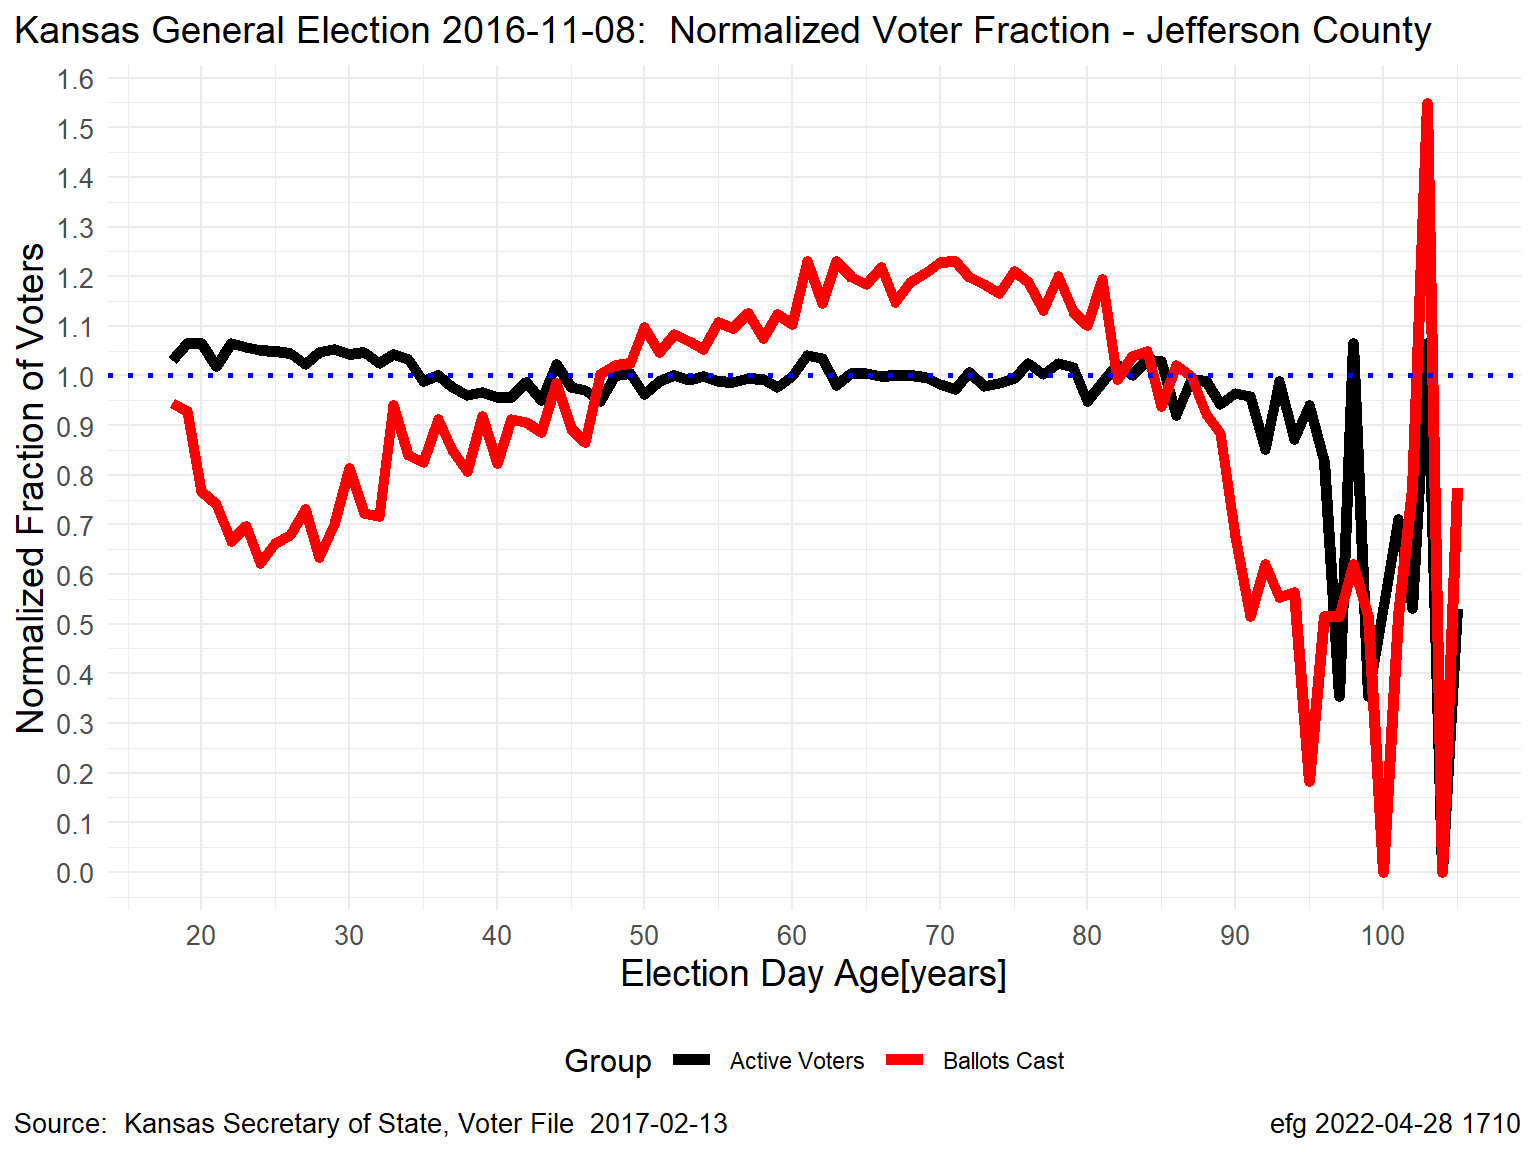 Kansas General Election 2016-11-08:  Normalized Voter Fraction - Jefferson County
Normalized Fraction of Voters
1.6
1.5
1.4
1.3
1.2
1.1
1.0
0.9
0.8
0.7
0.6
0.5
0.4
0.3
0.2
0.1
0.0
20 30 40 50 60 70 80 90 100
Election Day Age[years]
Group Active Voters Ballots Cast
Source:  Kansas Secretary of State, Voter File  2017-02-13
efg 2022-04-28 1710